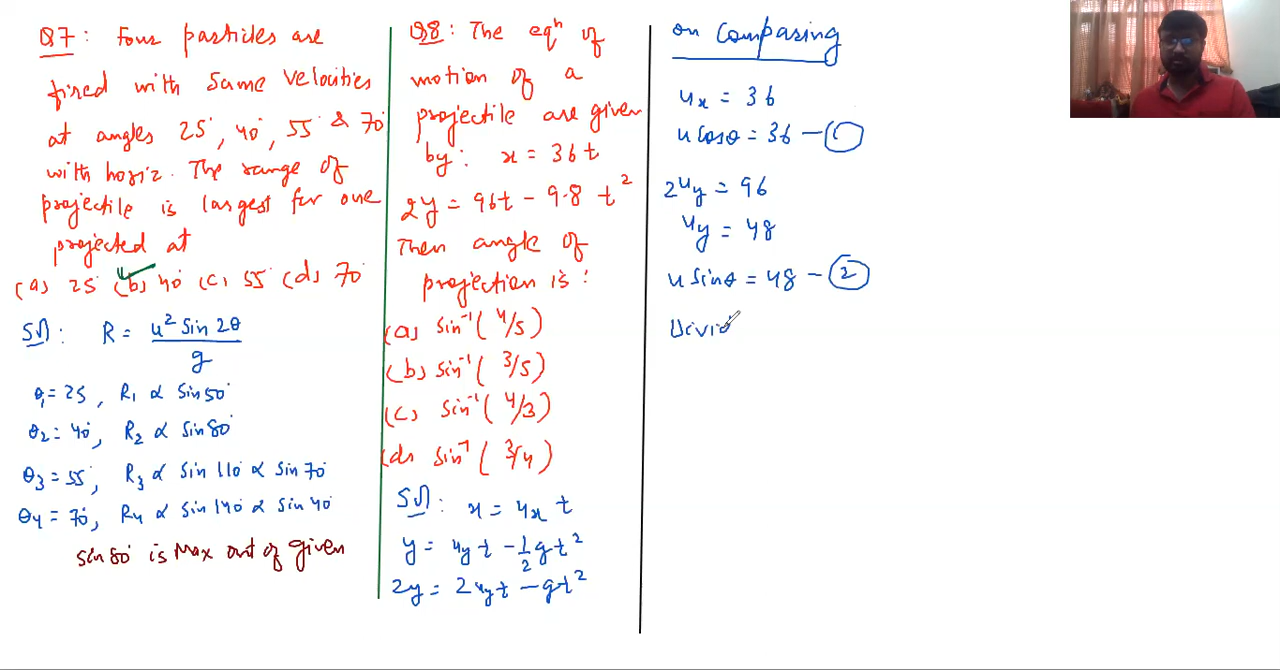 Q7: Four particles are
fired with same velocities
at angles 25°, 40°, 55° & 70°
with horiz. The range of
projectile is largest for one
projected at
(a) 25° (b) 40° (c) 55° (d) 70°
Sol: R = u² sin 2θ / g
θ₁ = 25, R₁ ∝ sin 50°
θ₂ = 40°, R₂ ∝ sin 80°
θ₃ = 55°, R₃ ∝ sin 110° ∝ sin 70°
θ₄ = 70°, R₄ ∝ sin 140° ∝ sin 40°
sin 80° is Max out of given
Q8: The eqⁿ of
motion of a
projectile are given
by: x = 36t
2y = 96t - 9.8 t²
Then angle of
projection is:
(a) sin⁻¹ (4/5)
(b) sin⁻¹ (3/5)
(c) sin⁻¹ (4/3)
(d) sin⁻¹ (3/4)
Sol: x = uₓ t
y = u_y t - 1/2 gt²
2y = 2u_y t - gt²
on comparing
uₓ = 36
u cosθ = 36 - ①
2u_y = 96
u_y = 48
u sinθ = 48 - ②
Divid